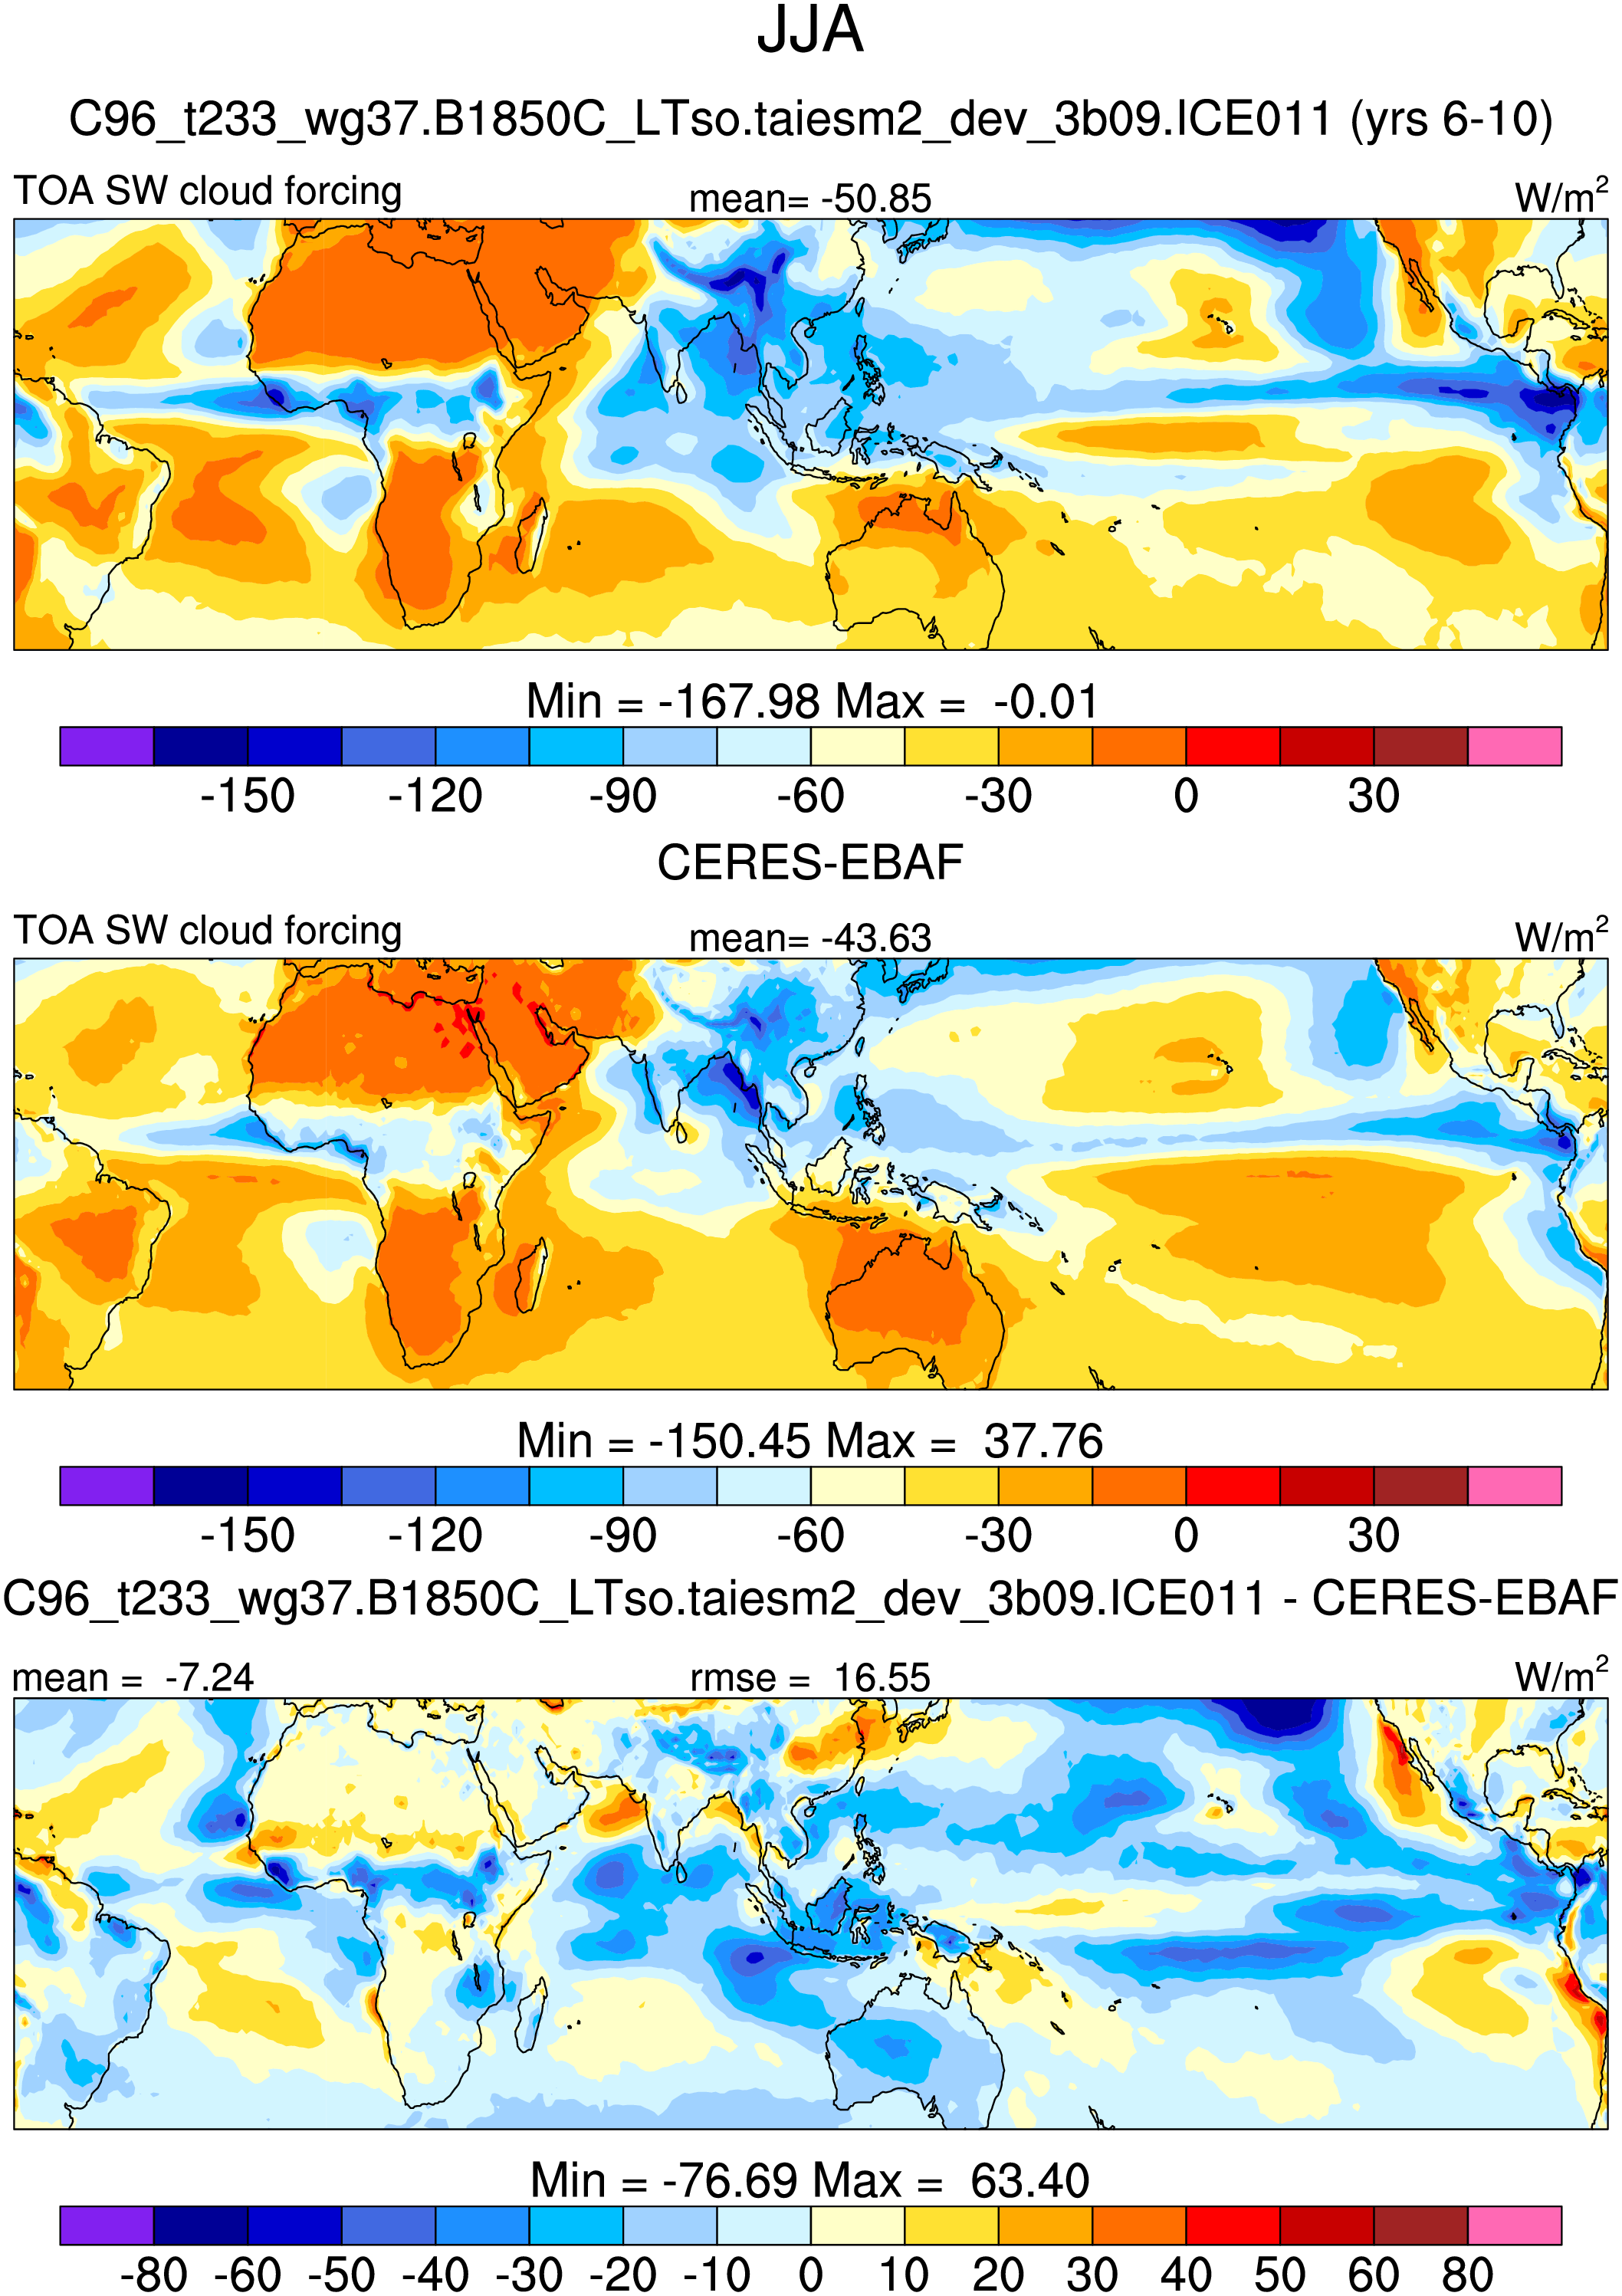 JJA
C96_t233_wg37.B1850C_LTso.taiesm2_dev_3b09.ICE011 (yrs 6-10)
TOA SW cloud forcing mean= -50.85 W/m²
Min = -167.98 Max = -0.01
-150 -120 -90 -60 -30 0 30
CERES-EBAF
TOA SW cloud forcing mean= -43.63 W/m²
Min = -150.45 Max = 37.76
-150 -120 -90 -60 -30 0 30
C96_t233_wg37.B1850C_LTso.taiesm2_dev_3b09.ICE011 - CERES-EBAF
mean = -7.24 rmse = 16.55 W/m²
Min = -76.69 Max = 63.40
-80 -60 -50 -40 -30 -20 -10 0 10 20 30 40 50 60 80